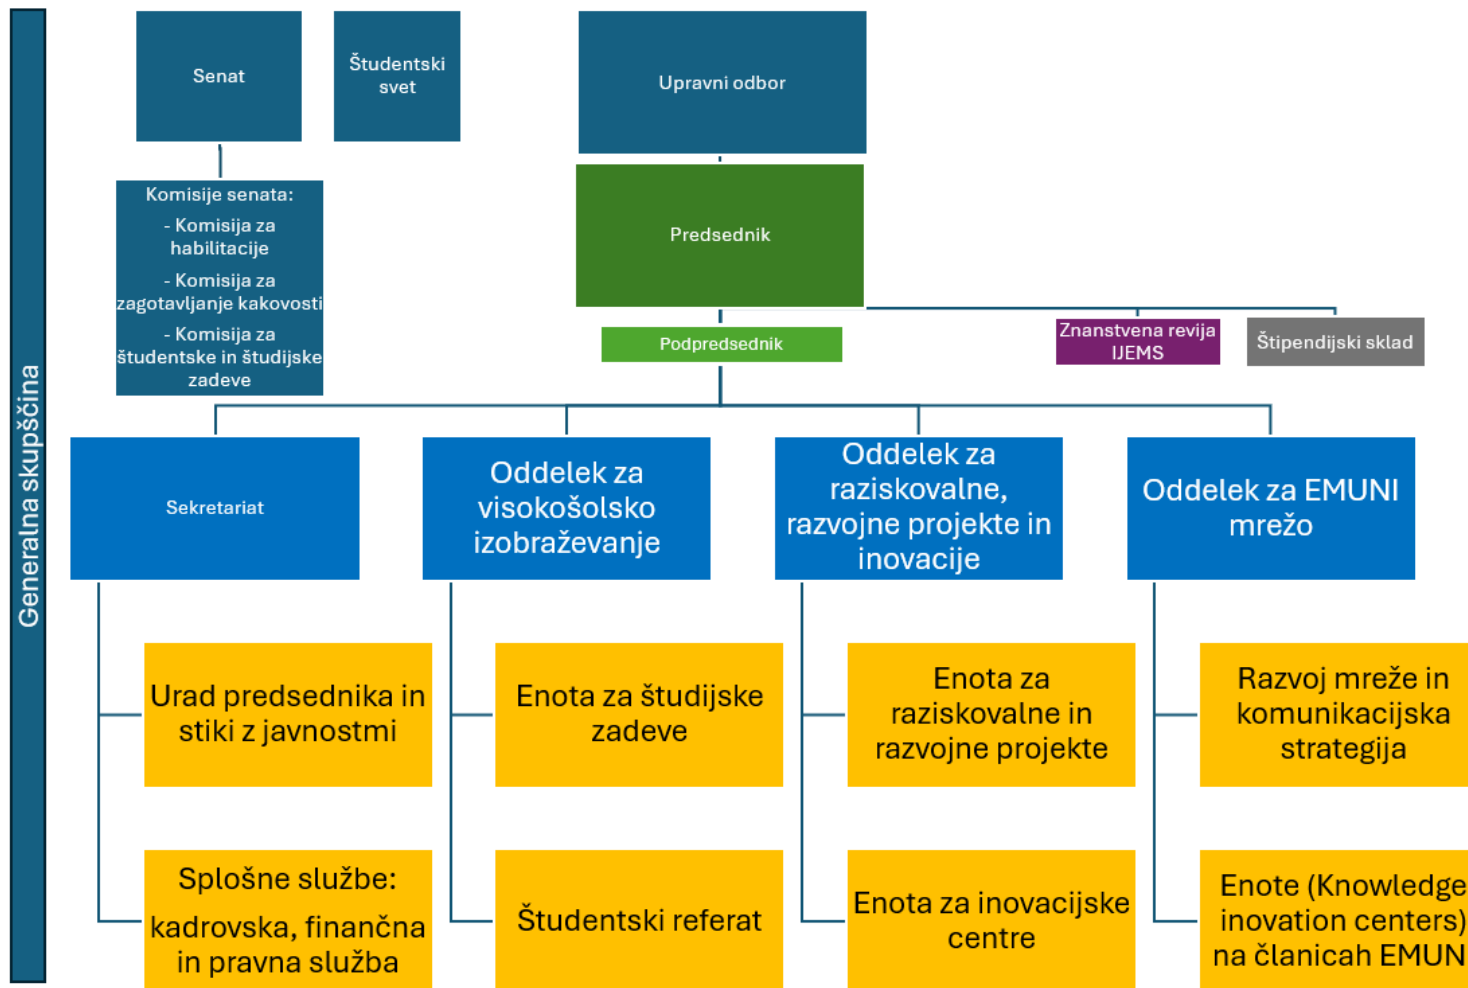 Generalna skupščina
Senat
Študentski
svet
Upravni odbor
Komisije senata:
- Komisija za
habilitacije
- Komisija za
zagotavljanje kakovosti
- Komisija za
študentske in študijske
zadeve
Predsednik
Podpredsednik
Znanstvena revija
IJEMS
Štipendijski sklad
Sekretariat
Oddelek za
visokošolsko
izobraževanje
Oddelek za
raziskovalne,
razvojne projekte in
inovacije
Oddelek za EMUNI
mrežo
Urad predsednika in
stiki z javnostmi
Enota za študijske
zadeve
Enota za
raziskovalne in
razvojne projekte
Razvoj mreže in
komunikacijska
strategija
Splošne službe:
kadrovska, finančna
in pravna služba
Študentski referat
Enota za inovacijske
centre
Enote (Knowledge
inovation centers)
na članicah EMUN